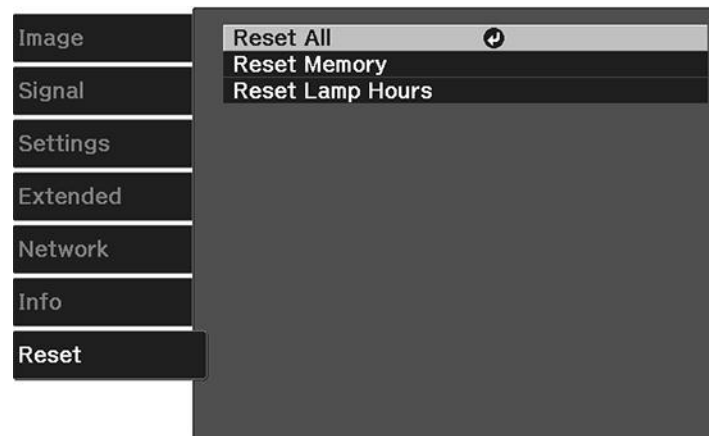 Image
Signal
Settings
Extended
Network
Info
Reset
Reset All
Reset Memory
Reset Lamp Hours